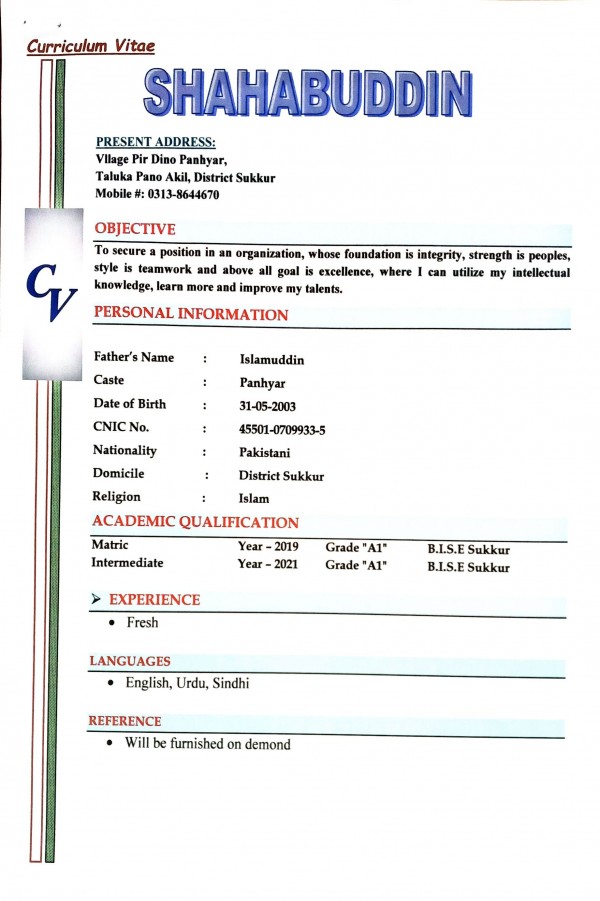 Curriculum Vitae
SHAHABUDDIN
PRESENT ADDRESS:
Vllage Pir Dino Panhyar,
Taluka Pano Akil, District Sukkur
Mobile #: 0313-8644670
CV
OBJECTIVE
To secure a position in an organization, whose foundation is integrity, strength is peoples,
style is teamwork and above all goal is excellence, where I can utilize my intellectual
knowledge, learn more and improve my talents.
PERSONAL INFORMATION
Father's Name : Islamuddin
Caste : Panhyar
Date of Birth : 31-05-2003
CNIC No. : 45501-0709933-5
Nationality : Pakistani
Domicile : District Sukkur
Religion : Islam
ACADEMIC QUALIFICATION
Matric Year – 2019 Grade "A1" B.I.S.E Sukkur
Intermediate Year – 2021 Grade "A1" B.I.S.E Sukkur
➢ EXPERIENCE
• Fresh
LANGUAGES
• English, Urdu, Sindhi
REFERENCE
• Will be furnished on demond